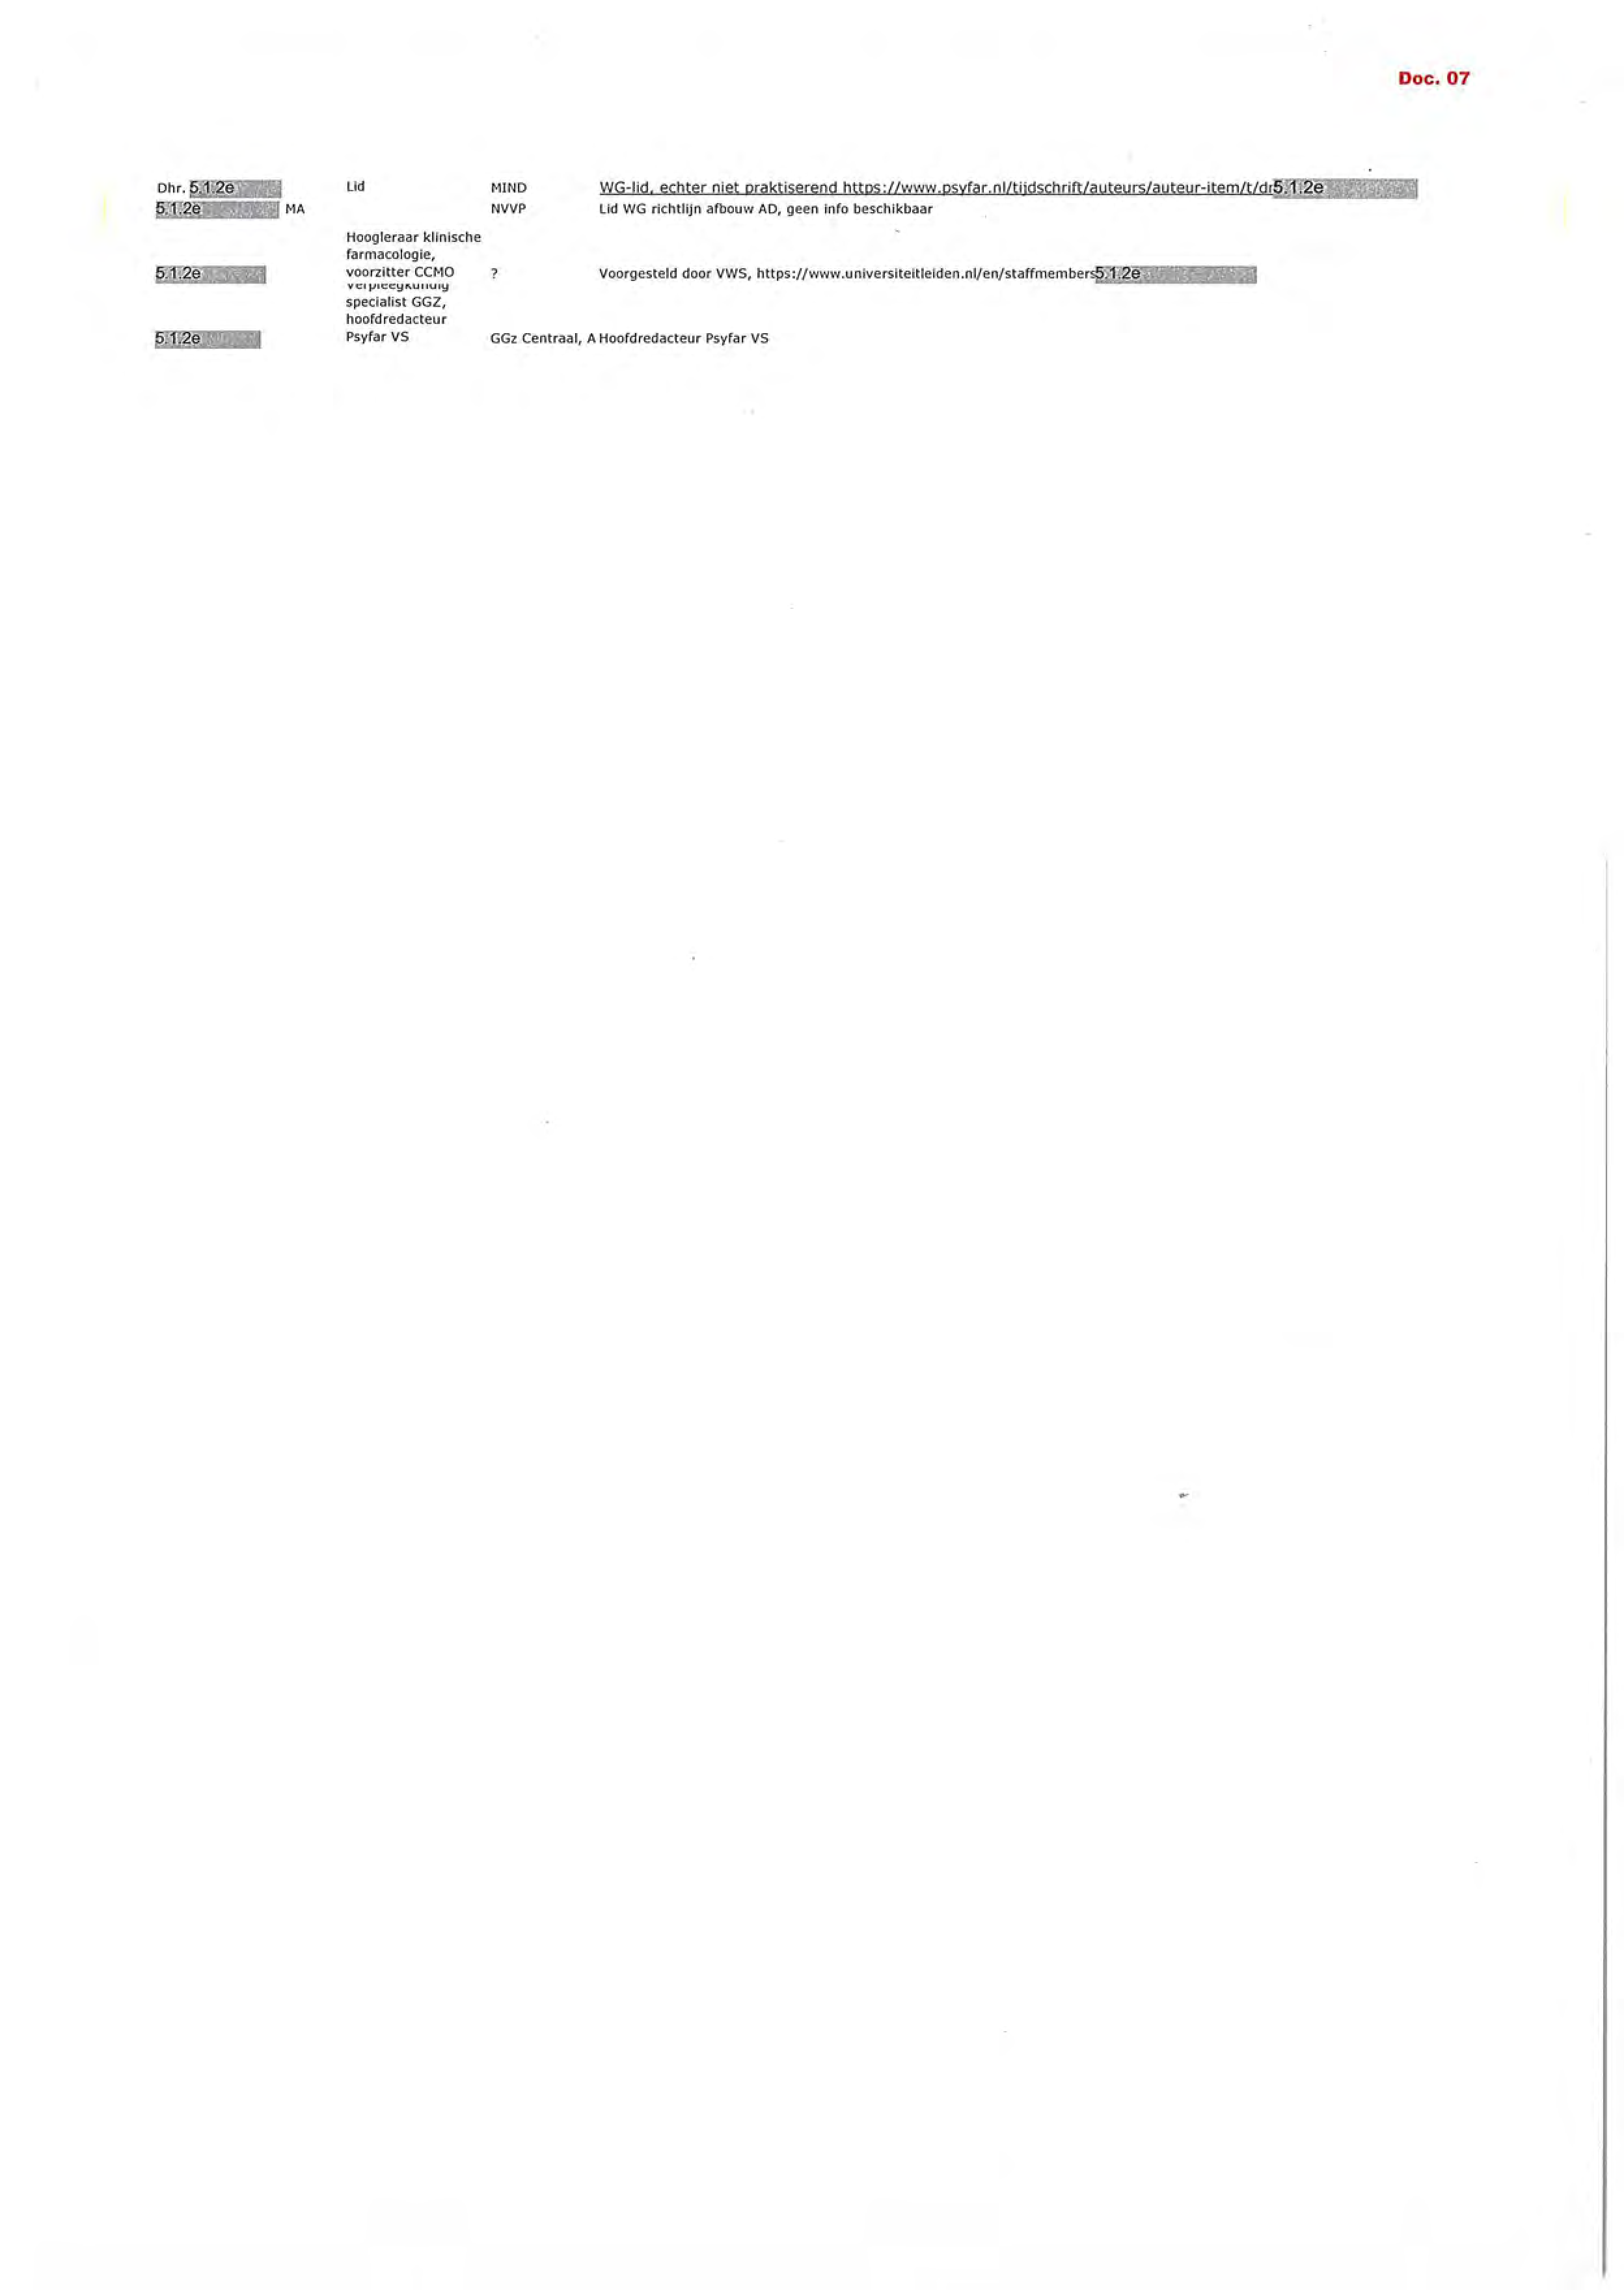 Doc. 07
Dhr. 5.1.2e Lid MIND WG-lid, echter niet praktiserend https://www.psyfar.nl/tijdschrift/auteurs/auteur-item/t/dr5.1.2e
5.1.2e MA NVVP Lid WG richtlijn afbouw AD, geen info beschikbaar
Hoogleraar klinische
farmacologie,
5.1.2e voorzitter CCMO ? Voorgesteld door VWS, https://www.universiteitleiden.nl/en/staffmembers5.1.2e
verpleegkundig
specialist GGZ,
hoofdredacteur
5.1.2e Psyfar VS GGz Centraal, A Hoofdredacteur Psyfar VS